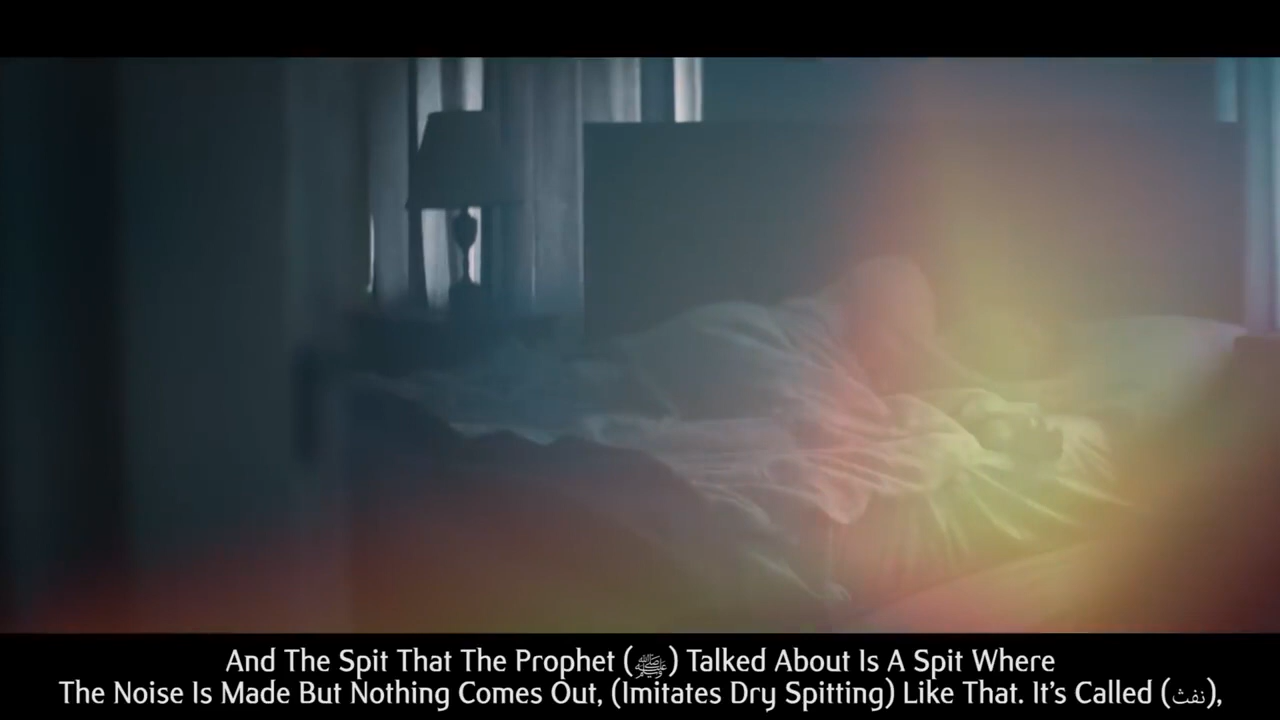 And The Spit That The Prophet (ﷺ) Talked About Is A Spit Where
The Noise Is Made But Nothing Comes Out, (Imitates Dry Spitting) Like That. It's Called (نفث),